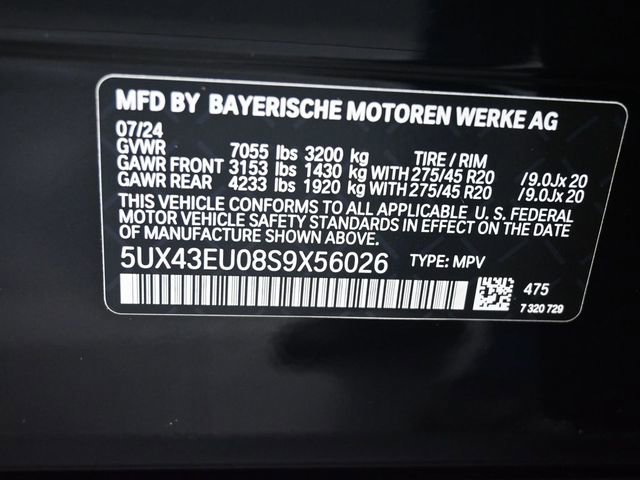 MFD BY BAYERISCHE MOTOREN WERKE AG
07/24
GVWR 7055 lbs 3200 kg TIRE / RIM
GAWR FRONT 3153 lbs 1430 kg WITH 275/45 R20 / 9.0Jx 20
GAWR REAR 4233 lbs 1920 kg WITH 275/45 R20 / 9.0Jx 20
THIS VEHICLE CONFORMS TO ALL APPLICABLE U. S. FEDERAL
MOTOR VEHICLE SAFETY STANDARDS IN EFFECT ON THE DATE
OF MANUFACTURE SHOWN ABOVE.
5UX43EU08S9X56026 TYPE: MPV
475
7 320 729